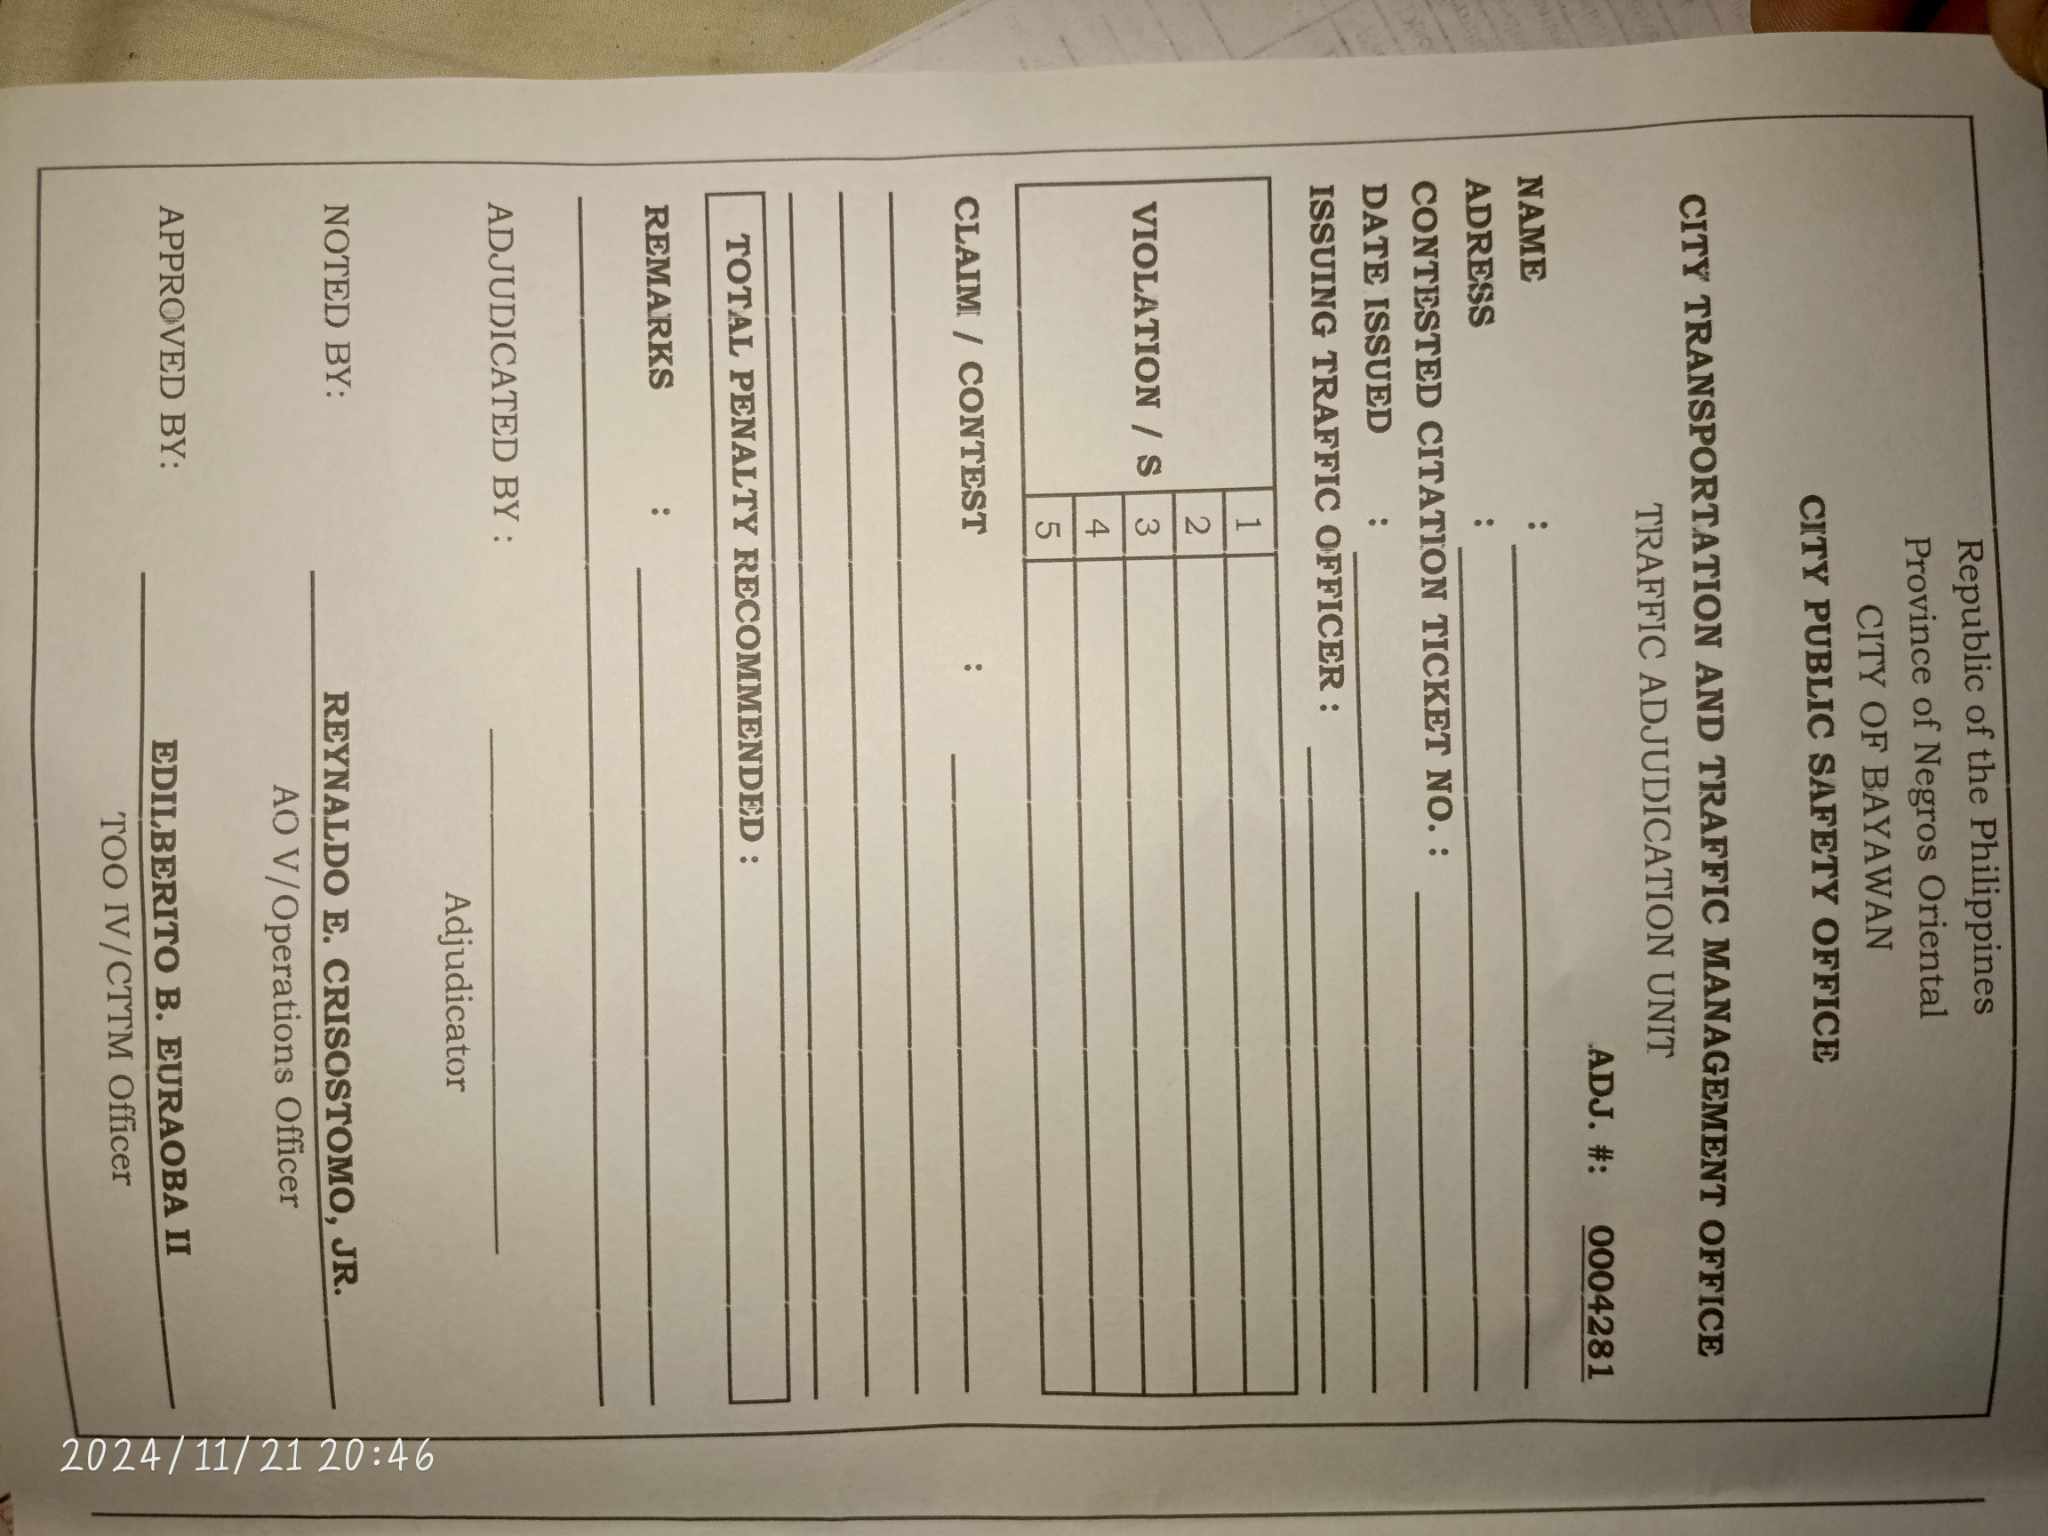 Republic of the Philippines
Province of Negros Oriental
CITY OF BAYAWAN
CITY PUBLIC SAFETY OFFICE
CITY TRANSPORTATION AND TRAFFIC MANAGEMENT OFFICE
TRAFFIC ADJUDICATION UNIT
ADJ. #: 0004281
NAME :
ADRESS :
CONTESTED CITATION TICKET NO. :
DATE ISSUED :
ISSUING TRAFFIC OFFICER :
VIOLATION / S
1
2
3
4
5
CLAIM / CONTEST :
TOTAL PENALTY RECOMMENDED :
REMARKS :
ADJUDICATED BY :
Adjudicator
NOTED BY:
REYNALDO E. CRISOSTOMO, JR.
AO V/Operations Officer
APPROVED BY:
EDILBERITO B. EURAOBA II
TOO IV/CTTM Officer
2024/11/21 20:46